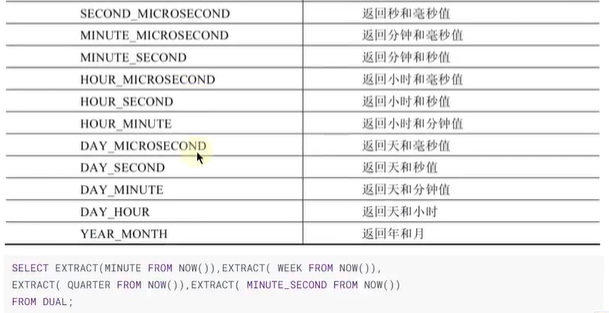 SECOND_MICROSECOND 返回秒和毫秒值
MINUTE_MICROSECOND 返回分钟和毫秒值
MINUTE_SECOND 返回分钟和秒值
HOUR_MICROSECOND 返回小时和毫秒值
HOUR_SECOND 返回小时和秒值
HOUR_MINUTE 返回小时和分钟值
DAY_MICROSECOND 返回天和毫秒值
DAY_SECOND 返回天和秒值
DAY_MINUTE 返回天和分钟值
DAY_HOUR 返回天和小时
YEAR_MONTH 返回年和月
SELECT EXTRACT(MINUTE FROM NOW()),EXTRACT( WEEK FROM NOW()),
EXTRACT( QUARTER FROM NOW()),EXTRACT( MINUTE_SECOND FROM NOW())
FROM DUAL;